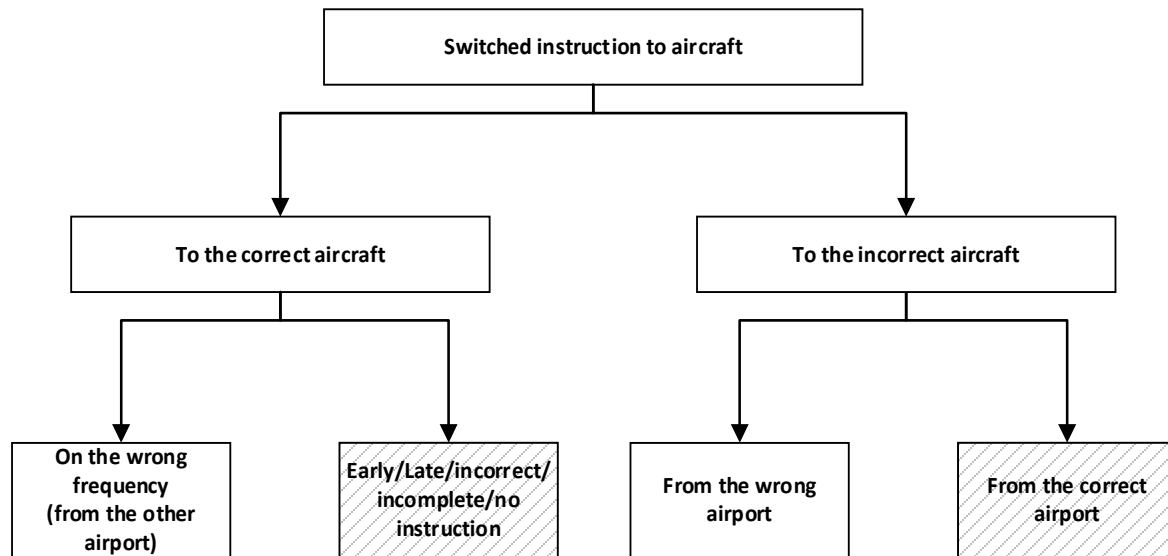 Switched instruction to aircraft
To the correct aircraft
To the incorrect aircraft
On the wrong
frequency
(from the other
airport)
Early/Late/incorrect/
incomplete/no
instruction
From the wrong
airport
From the correct
airport